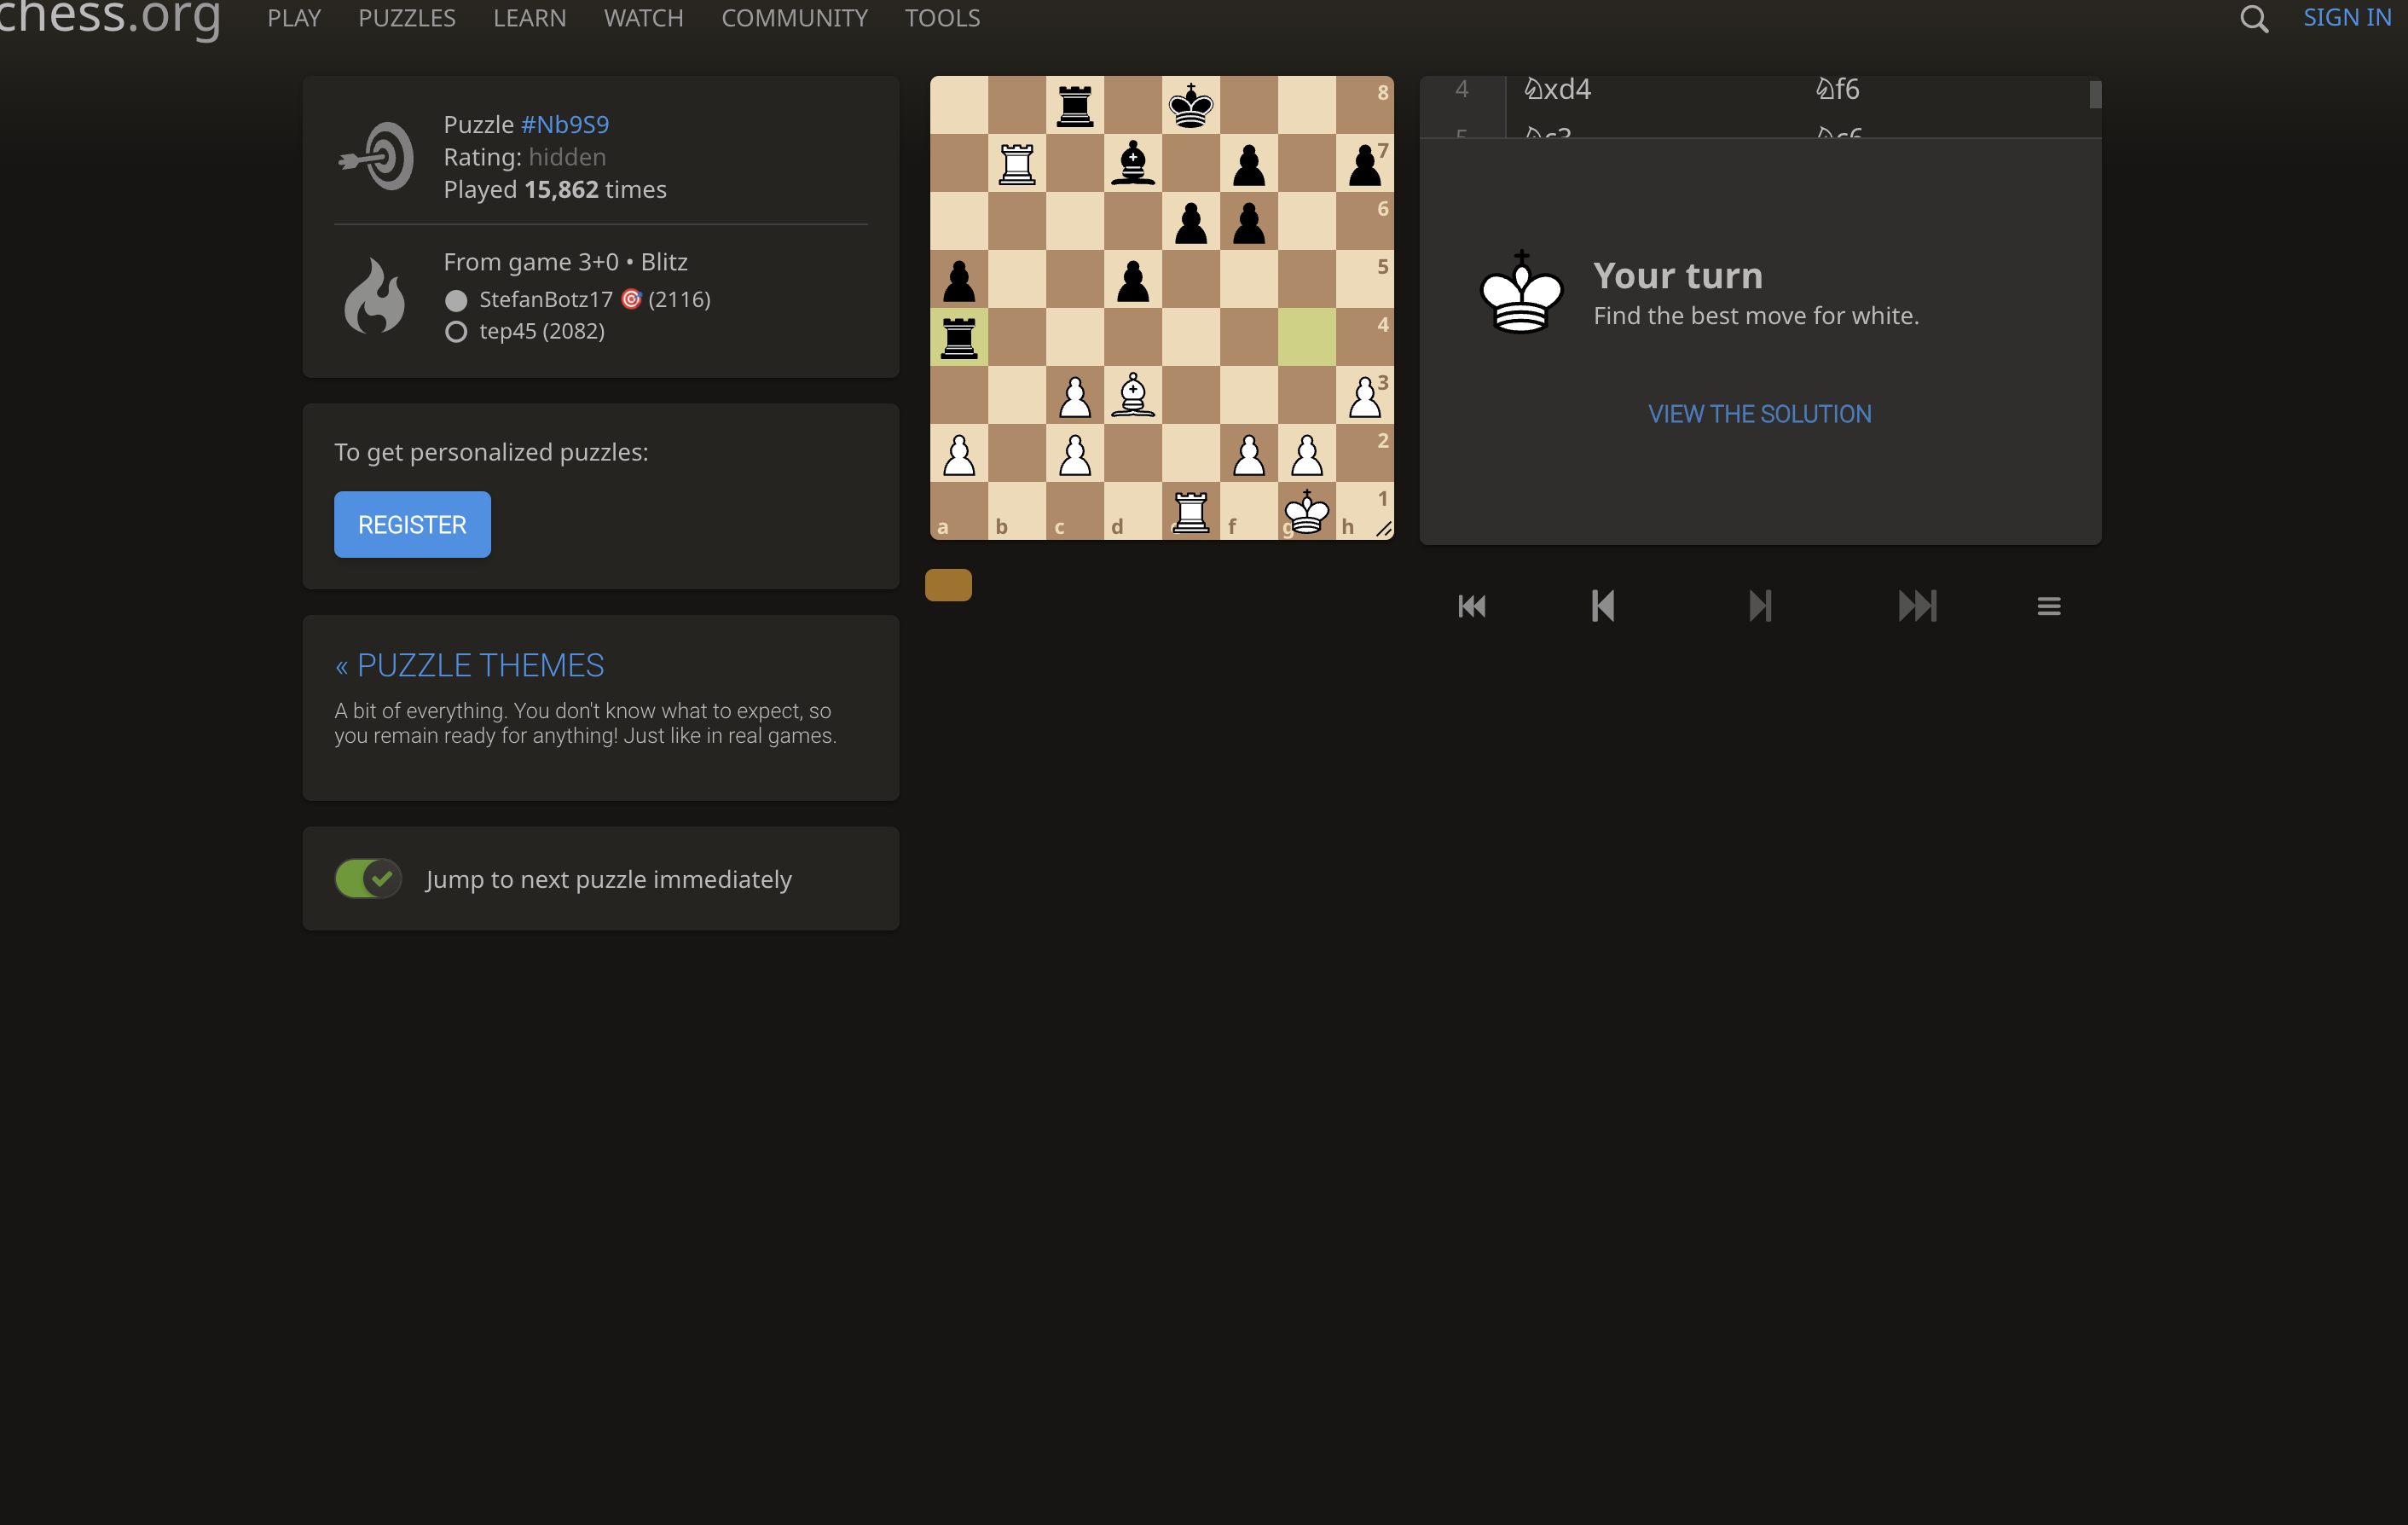 chess.org PLAY PUZZLES LEARN WATCH COMMUNITY TOOLS SIGN IN
Puzzle #Nb9S9
Rating: hidden
Played 15,862 times
From game 3+0 • Blitz
StefanBotz17 🎯 (2116)
tep45 (2082)
To get personalized puzzles:
REGISTER
« PUZZLE THEMES
A bit of everything. You don't know what to expect, so
you remain ready for anything! Just like in real games.
Jump to next puzzle immediately
8
7
6
5
4
3
2
1
a b c d f g h
4 ♘xd4 ♘f6
5 ♘c3 ♘c6
Your turn
Find the best move for white.
VIEW THE SOLUTION